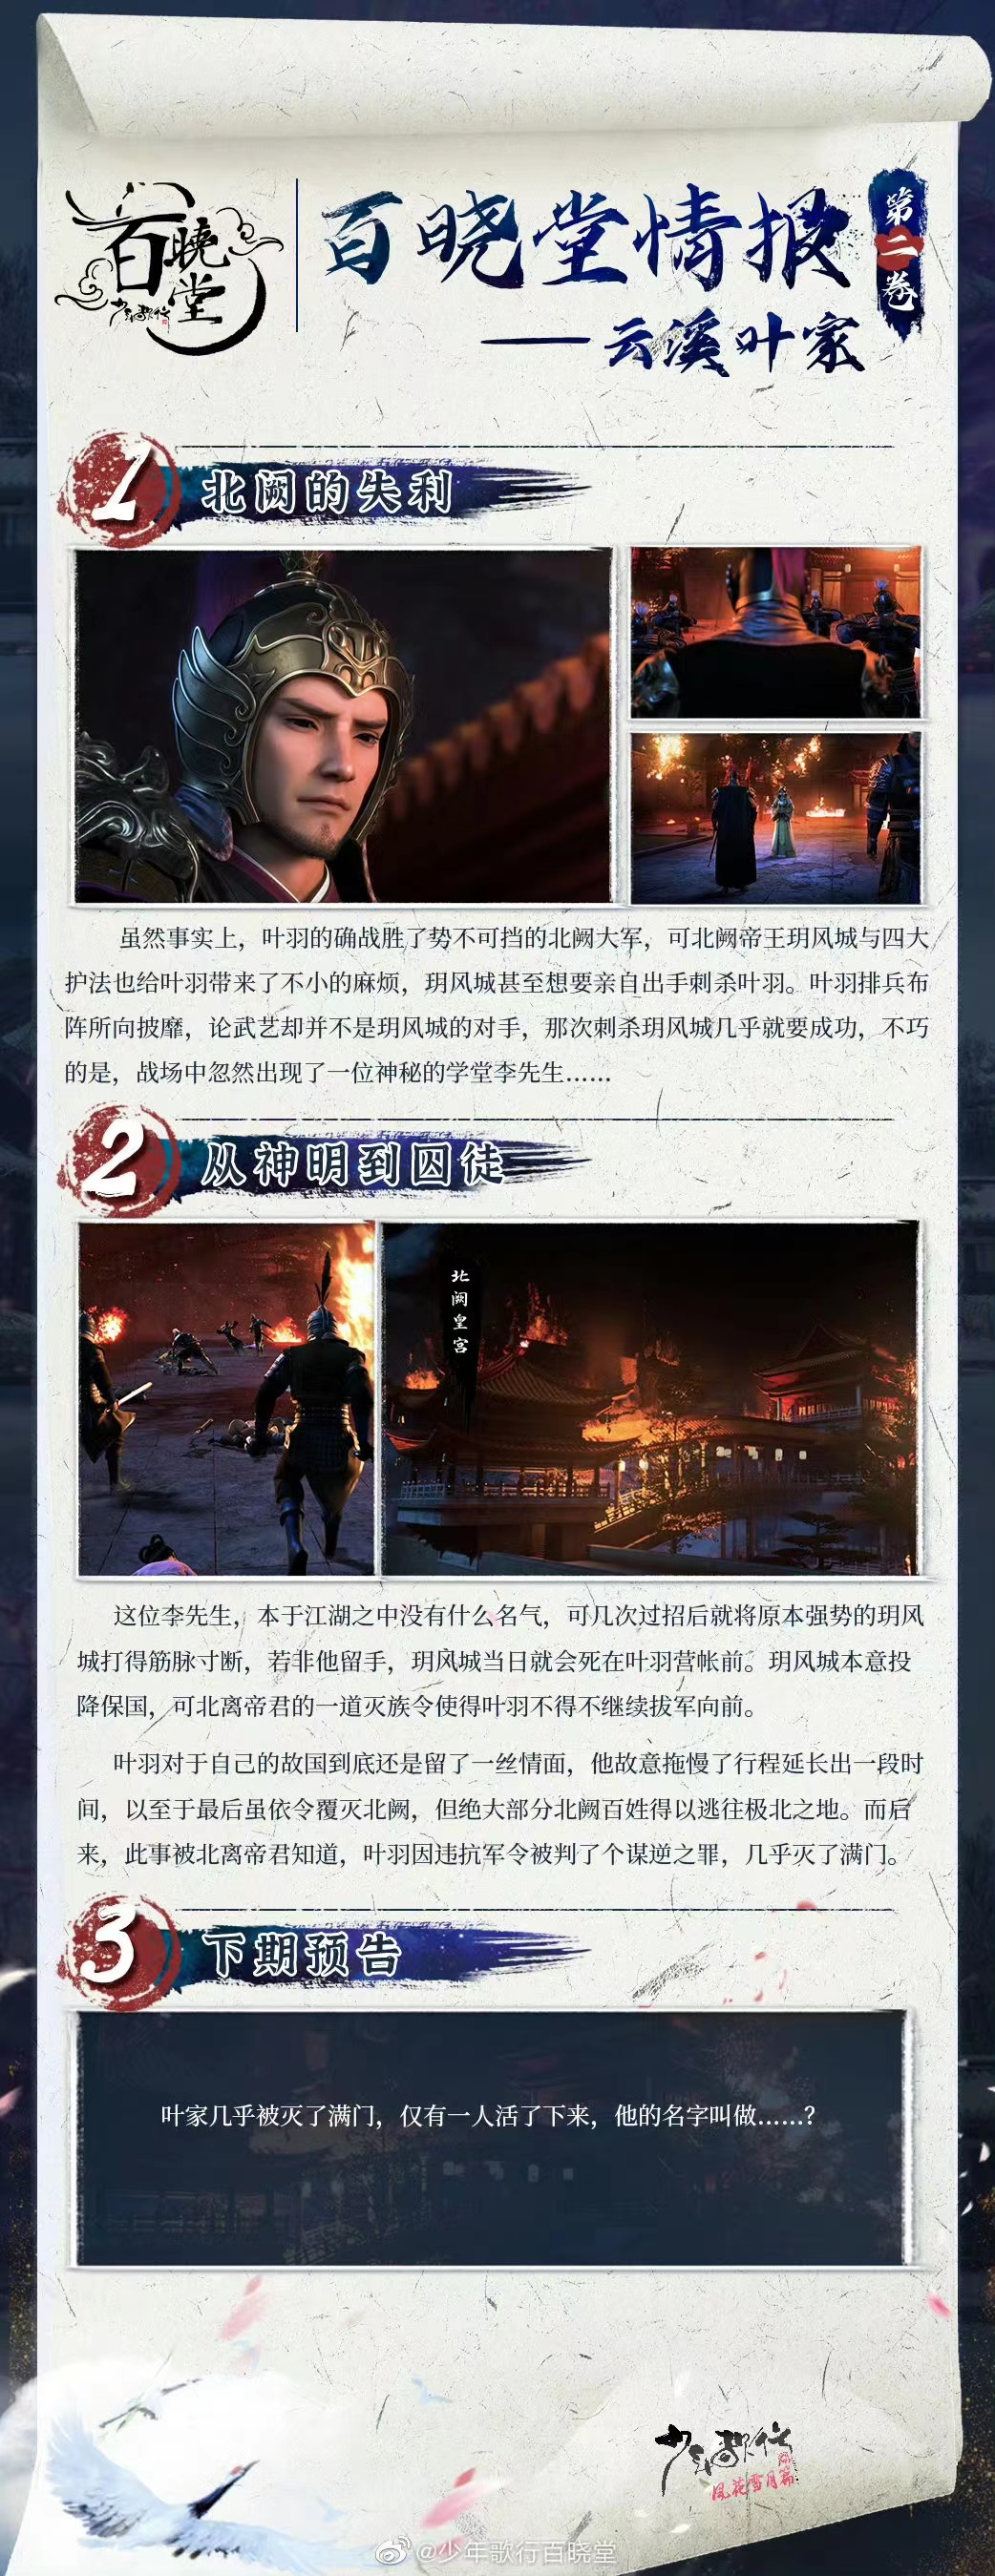 百曉堂
少年歌行
百晓堂情报
第二卷
——云溪叶家
1
北阙的失利
虽然事实上，叶羽的确战胜了势不可挡的北阙大军，可北阙帝王玥风城与四大
护法也给叶羽带来了不小的麻烦，玥风城甚至想要亲自出手刺杀叶羽。叶羽排兵布
阵所向披靡，论武艺却并不是玥风城的对手，那次刺杀玥风城几乎就要成功，不巧
的是，战场中忽然出现了一位神秘的学堂李先生……
2
从神明到囚徒
北阙皇宫
这位李先生，本于江湖之中没有什么名气，可几次过招后就将原本强势的玥风
城打得筋脉寸断，若非他留手，玥风城当日就会死在叶羽营帐前。玥风城本意投
降保国，可北离帝君的一道灭族令使得叶羽不得不继续拔军向前。
叶羽对于自己的故国到底还是留了一丝情面，他故意拖慢了行程延长出一段时
间，以至于最后虽依令覆灭北阙，但绝大部分北阙百姓得以逃往极北之地。而后
来，此事被北离帝君知道，叶羽因违抗军令被判了个谋逆之罪，几乎灭了满门。
3
下期预告
叶家几乎被灭了满门，仅有一人活了下来，他的名字叫做……？
少年歌行
风花雪月篇
@少年歌行百晓堂